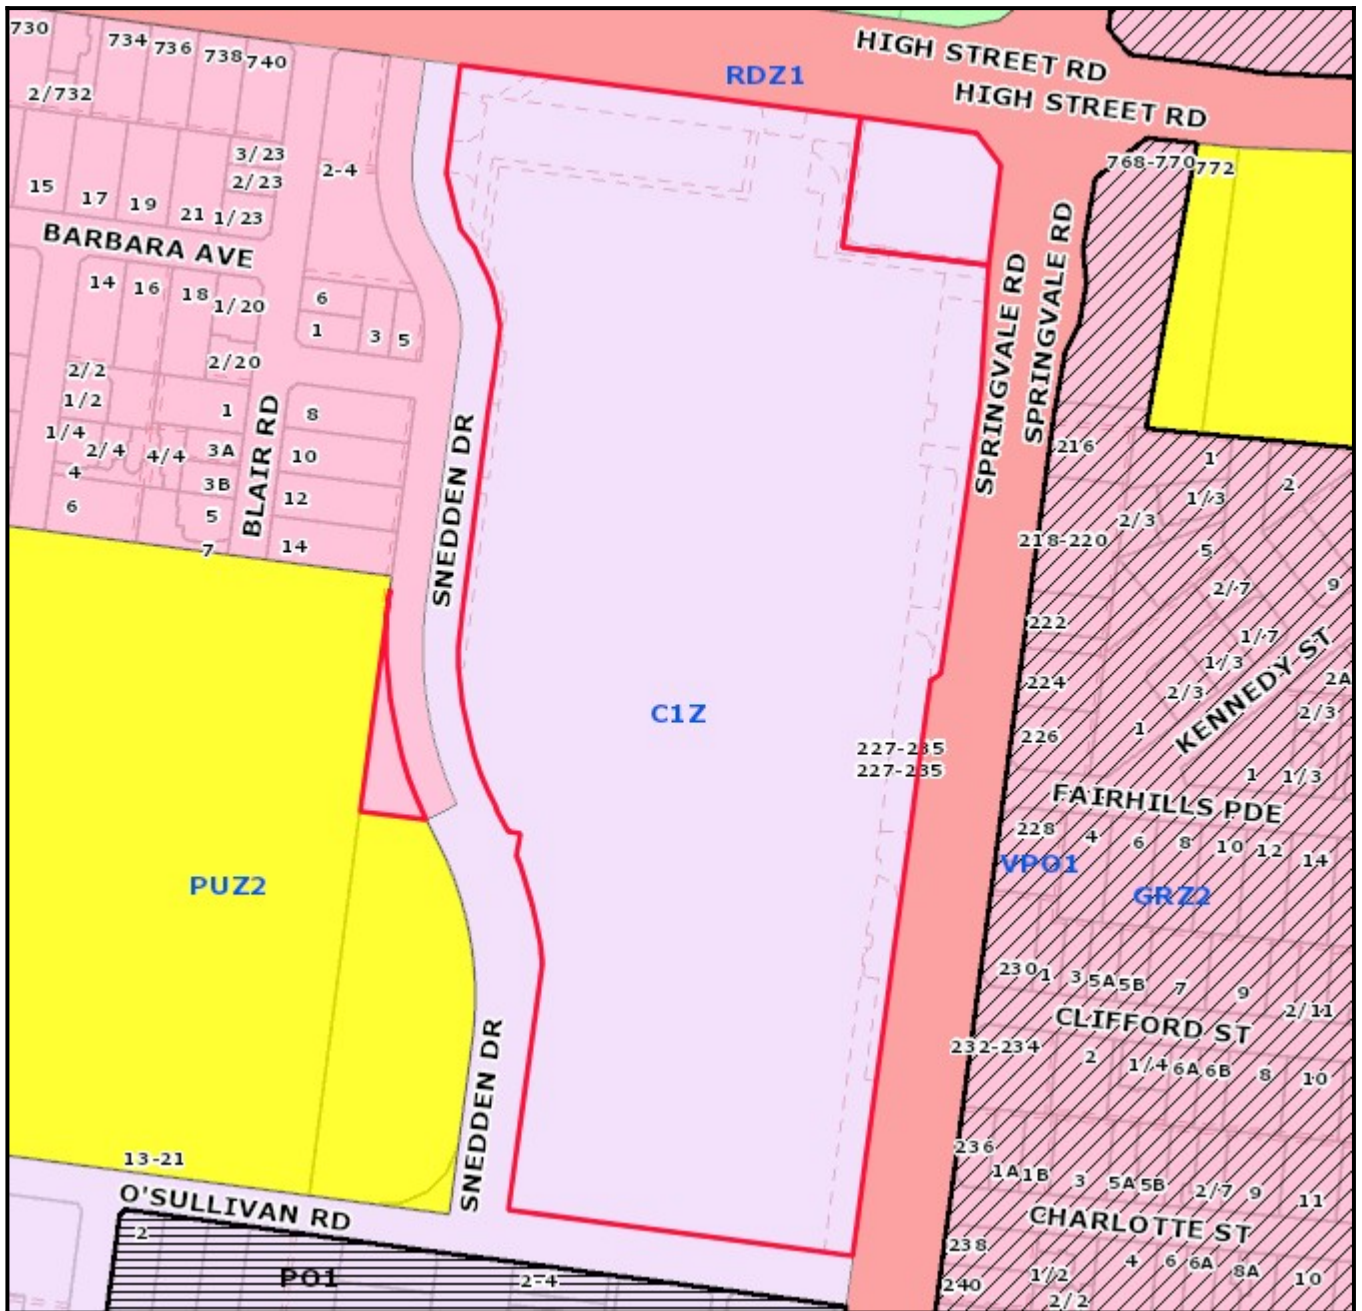 730
734
736
738
740
2/732
3/23
2/23
2-4
15
17
19
21
1/23
BARBARA AVE
14
16
18
1/20
6
1
3
5
2/20
2/2
1/2
1
8
1/4
2/4
4/4
3A
10
4
3B
12
6
5
14
7
BLAIR RD
SNEDDEN DR
RDZ1
HIGH STREET RD
HIGH STREET RD
768-770
772
SPRINGVALE RD
SPRINGVALE RD
C1Z
227-235
227-235
PUZ2
13-21
O'SULLIVAN RD
SNEDDEN DR
2
PO1
2-4
216
1
2
1/3
2/3
218-220
5
9
2/7
222
1/7
1/3
KENNEDY ST
224
2/3
2A
2/3
226
1
1
1/3
FAIRHILLS PDE
228
4
6
8
10
12
14
VPO1
GRZ2
230
1
3
5A
5B
7
9
2/11
CLIFFORD ST
232-234
2
1/4
6A
6B
8
10
236
1A
1B
3
5A
5B
2/7
9
11
CHARLOTTE ST
238
4
6
6A
8A
10
240
1/2
2/2